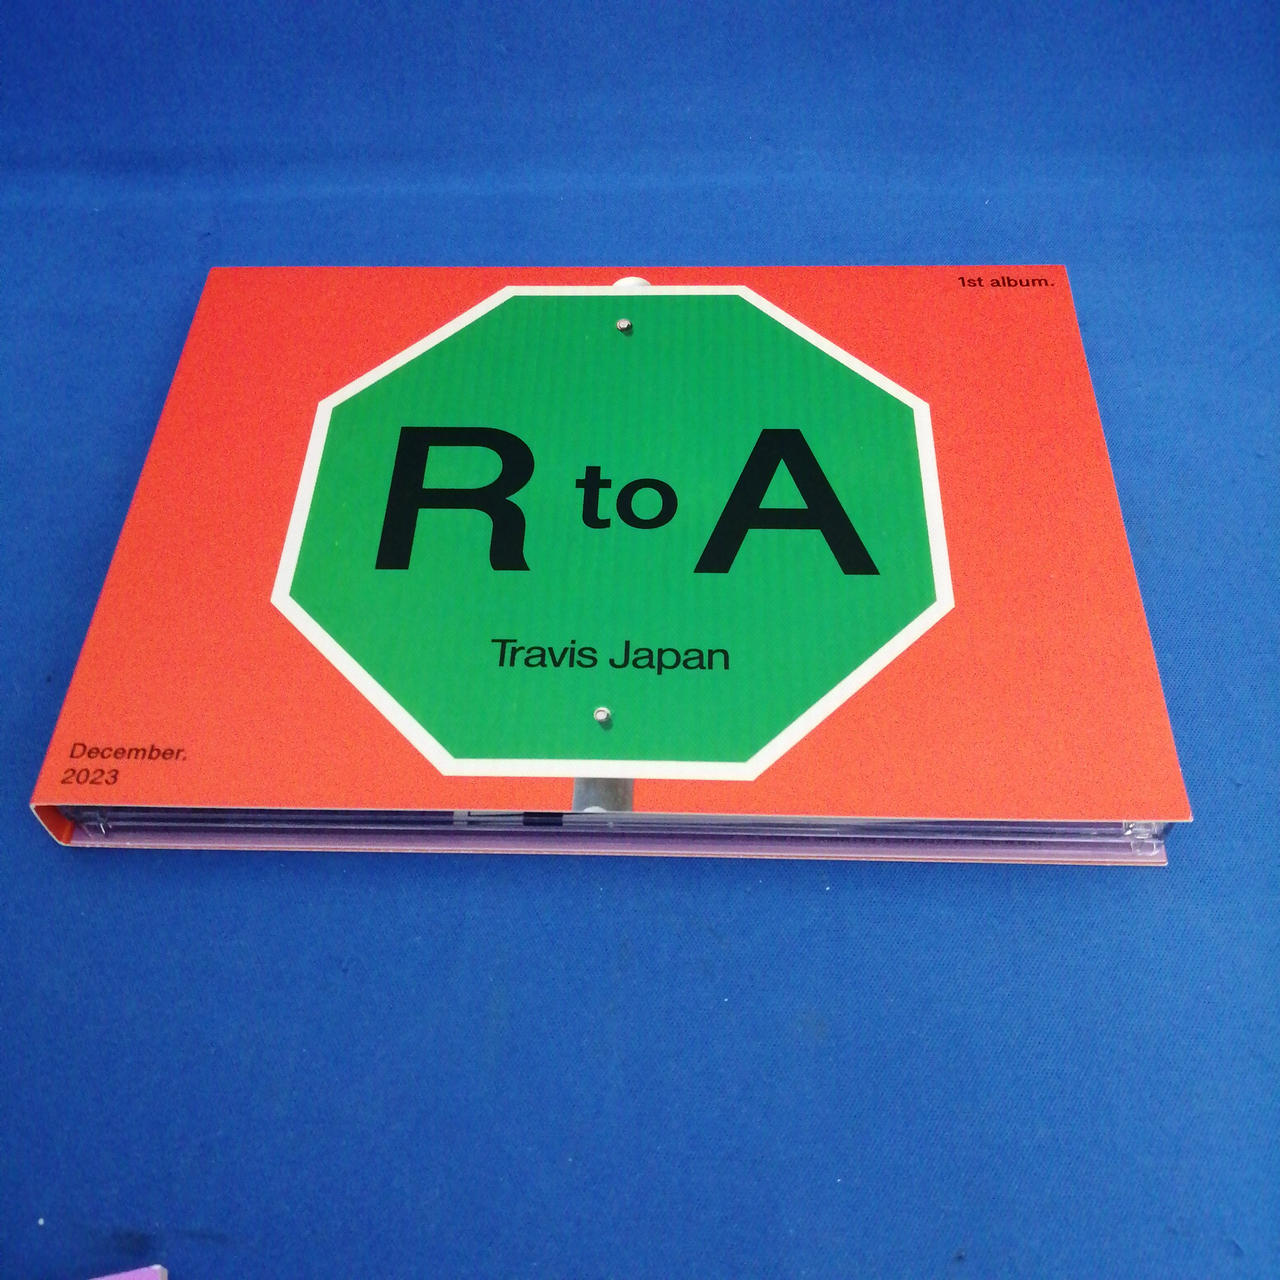 1st album.
R to A
Travis Japan
December.
2023